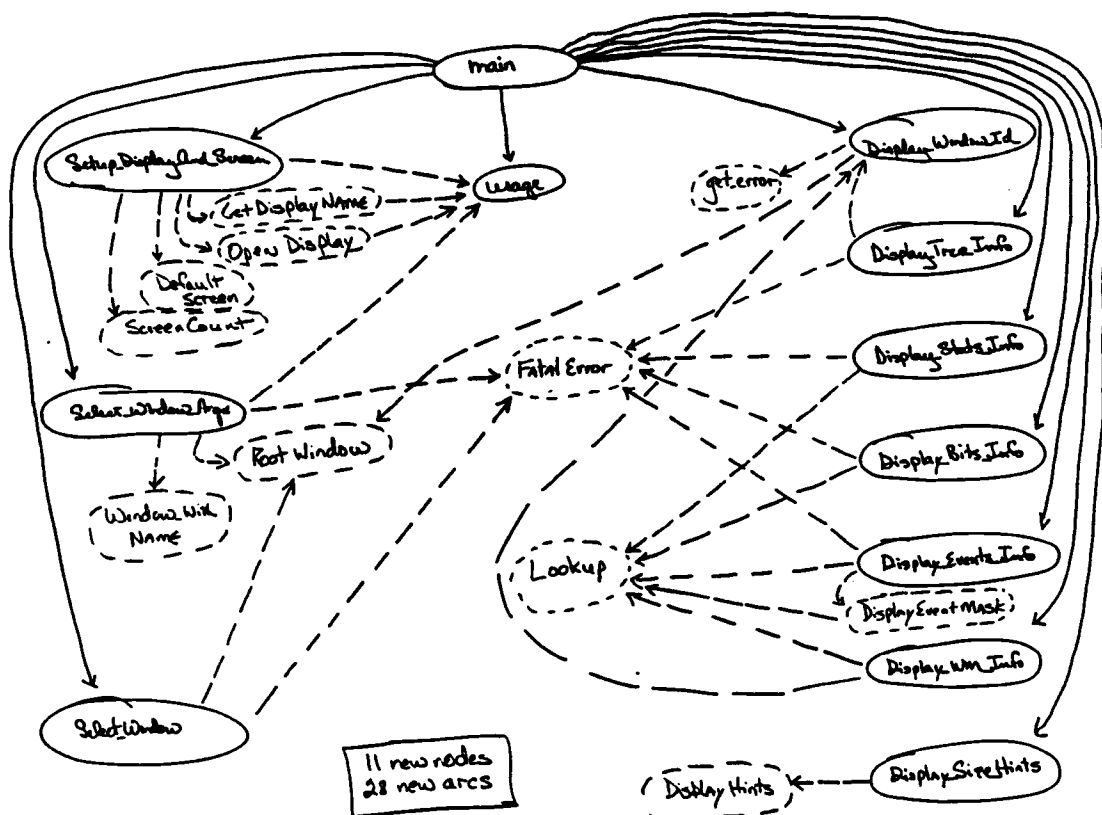 main
Setup_Display_And_Screen
Display_Window_Id
usage
get_error
Get Display NAME
Open Display
Display_Tree_Info
Default
Screen
Screen Count
Display_Stats_Info
Fatal Error
Select_Window_Args
Root Window
Display_Bits_Info
Window_With
NAME
Lookup
Display_Events_Info
Display Event Mask
Display_WM_Info
Select_Window
11 new nodes
28 new arcs
Display Hints
Display_Size_Hints